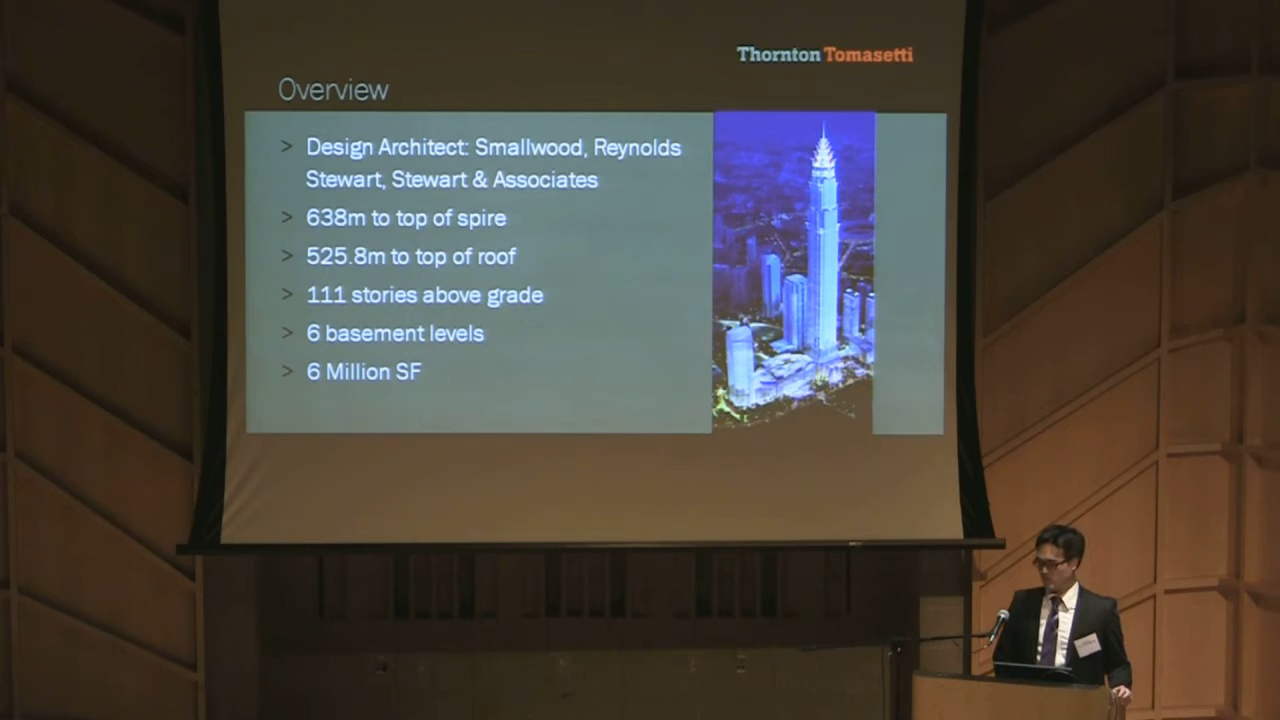 Thornton Tomasetti
Overview
> Design Architect: Smallwood, Reynolds
Stewart, Stewart & Associates
> 638m to top of spire
> 525.8m to top of roof
> 111 stories above grade
> 6 basement levels
> 6 Million SF